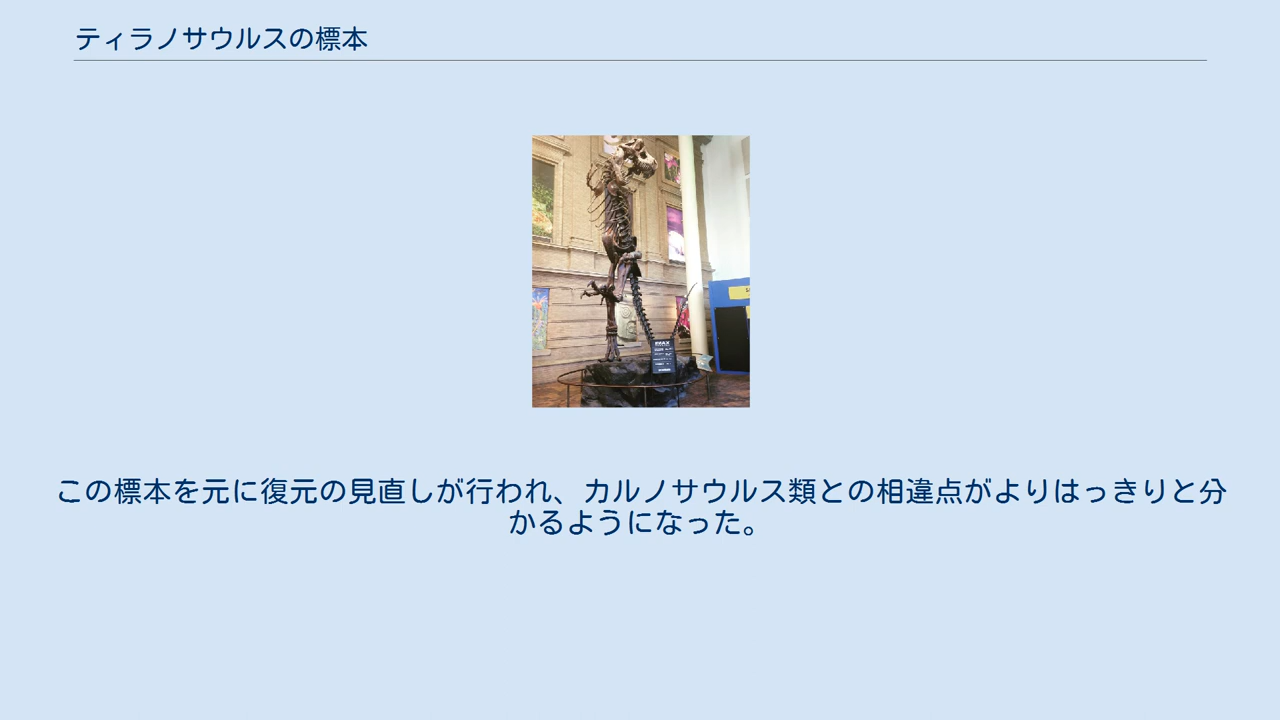 ティラノサウルスの標本
この標本を元に復元の見直しが行われ、カルノサウルス類との相違点がよりはっきりと分
かるようになった。